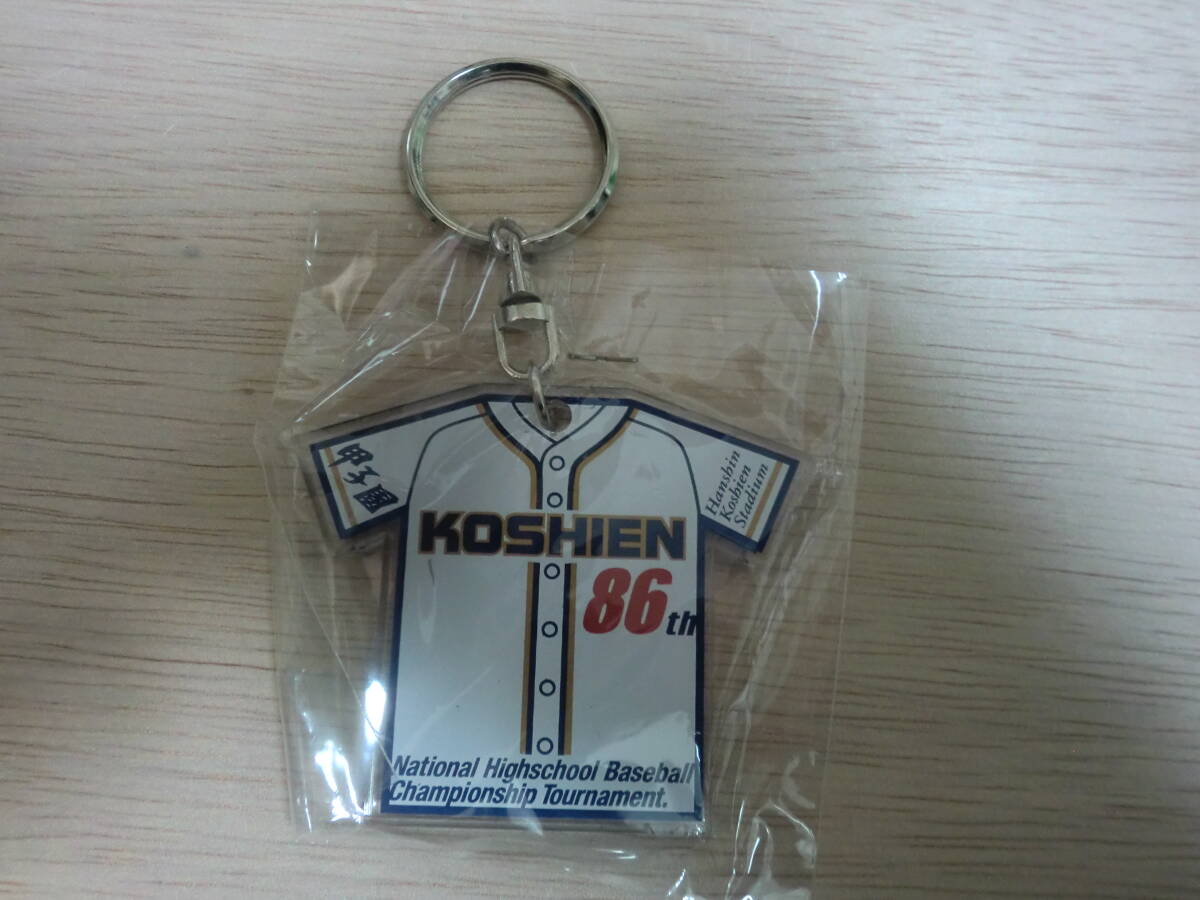 甲子園
Hanshin
Koshien
Stadium
KOSHIEN
86th
National Highschool Baseball
Championship Tournament.